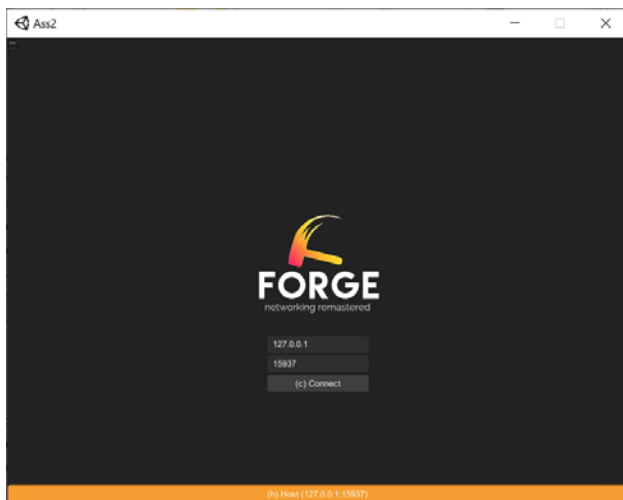 Ass2
FORGE
networking remastered
127.0.0.1
15937
(c) Connect
(h) Host (127.0.0.1:15937)